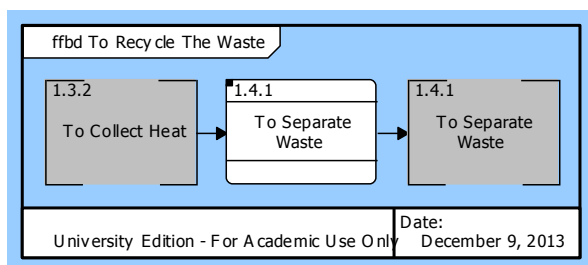 ffbd To Recycle The Waste
1.3.2
To Collect Heat
1.4.1
To Separate
Waste
1.4.1
To Separate
Waste
University Edition - For Academic Use Only
Date:
December 9, 2013